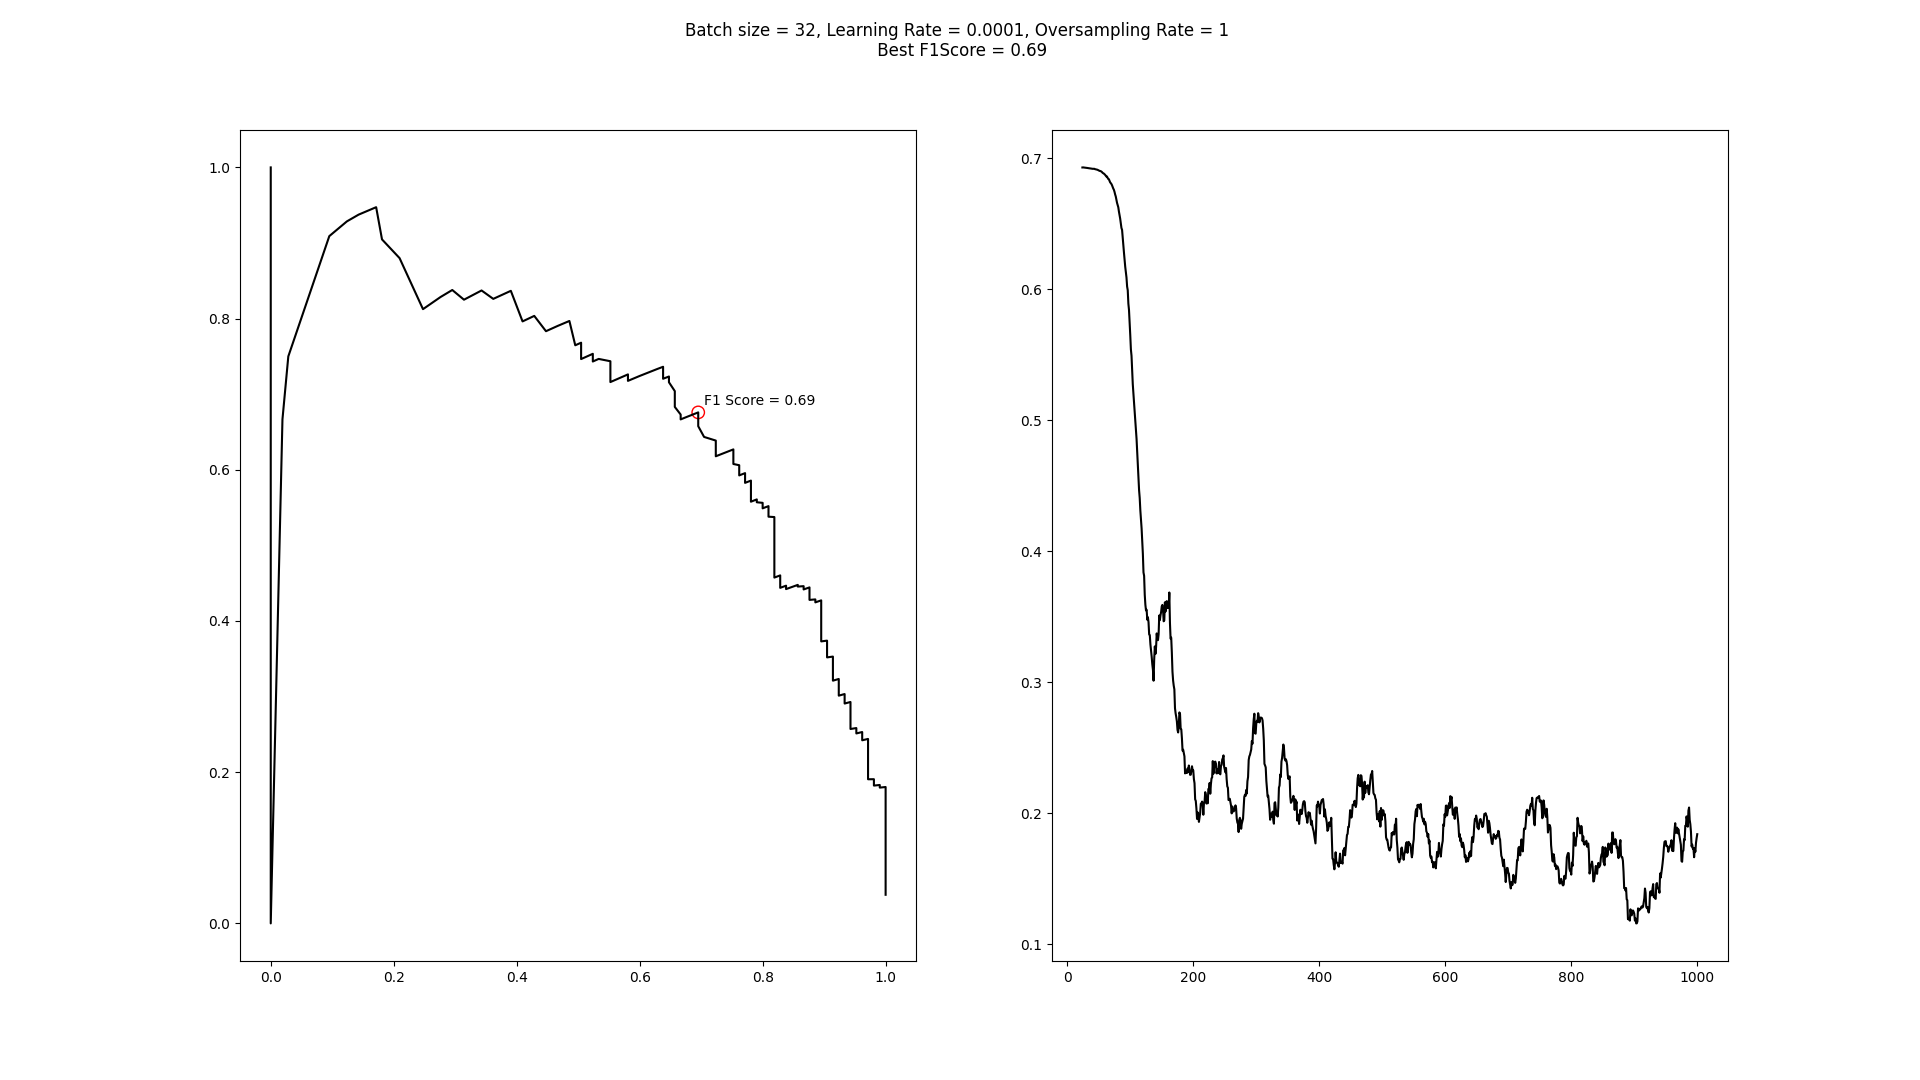 Batch size = 32, Learning Rate = 0.0001, Oversampling Rate = 1
Best F1Score = 0.69
1.0
0.8
0.6
0.4
0.2
0.0
F1 Score = 0.69
0.0 0.2 0.4 0.6 0.8 1.0
0.7
0.6
0.5
0.4
0.3
0.2
0.1
0 200 400 600 800 1000